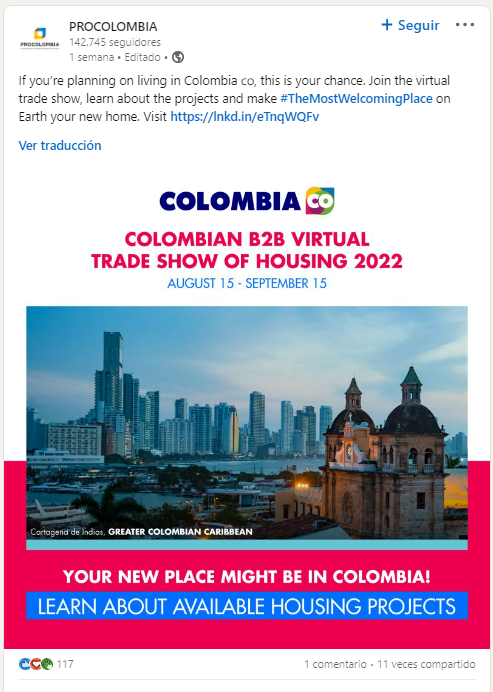 PROCOLOMBIA
PROCOLOMBIA
+ Seguir
142.745 seguidores
1 semana • Editado •
If you're planning on living in Colombia co, this is your chance. Join the virtual
trade show, learn about the projects and make #TheMostWelcomingPlace on
Earth your new home. Visit https://lnkd.in/eTnqWQFv
Ver traducción
COLOMBIA CO
COLOMBIAN B2B VIRTUAL
TRADE SHOW OF HOUSING 2022
AUGUST 15 - SEPTEMBER 15
Cartagena de Indias, GREATER COLOMBIAN CARIBBEAN
YOUR NEW PLACE MIGHT BE IN COLOMBIA!
LEARN ABOUT AVAILABLE HOUSING PROJECTS
117
1 comentario • 11 veces compartido